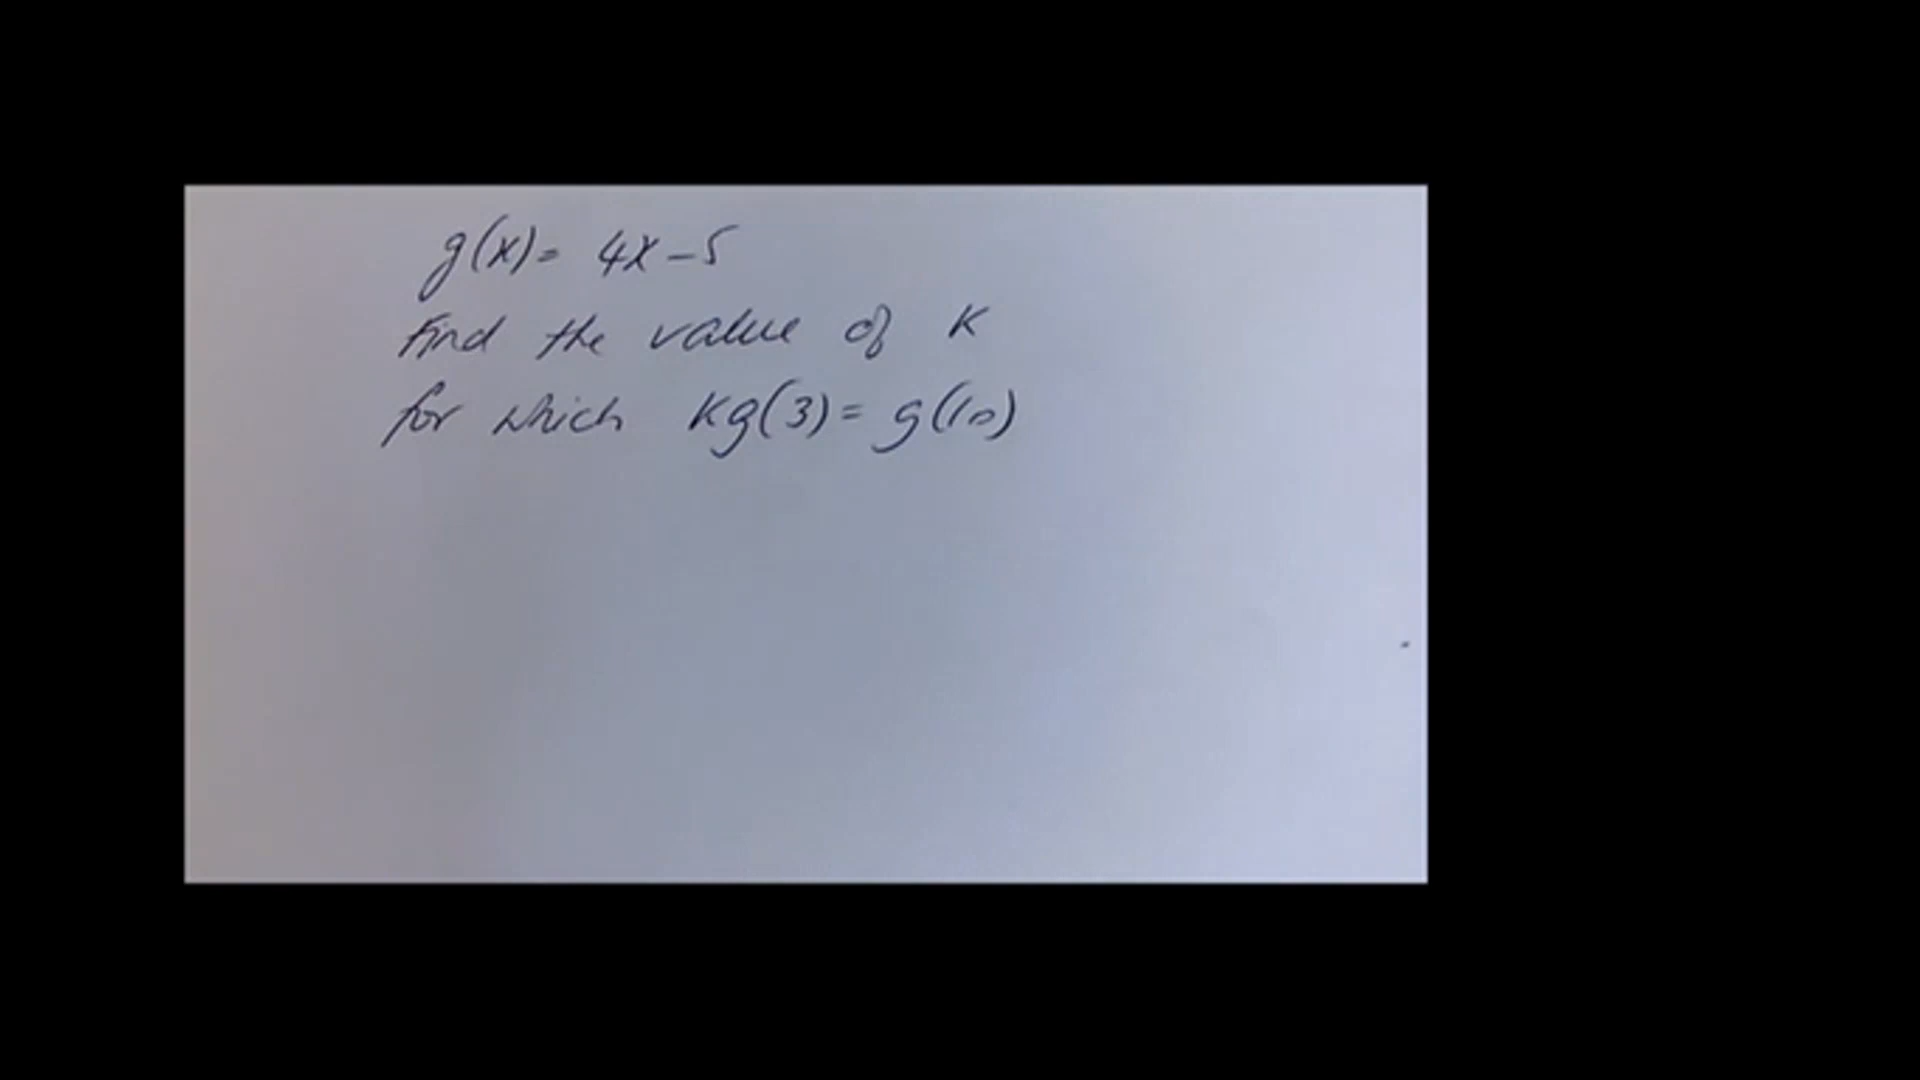 g(x)= 4x-5
Find the value of K
for which Kg(3)= g(10)